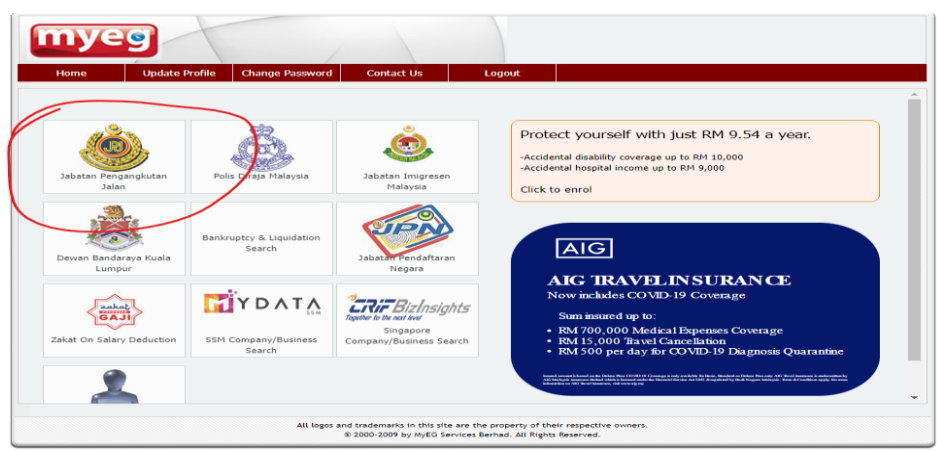 myeg
Home
Update Profile
Change Password
Contact Us
Logout
Jabatan Pengangkutan
Jalan
Polis Diraja Malaysia
Jabatan Imigresen
Malaysia
Dewan Bandaraya Kuala
Lumpur
Bankruptcy & Liquidation
Search
JPN
Jabatan Pendaftaran
Negara
zakat
GAJI
Zakat On Salary Deduction
MYDATA
SSM
SSM Company/Business
Search
CRIF BizInsights
Together to the next level
Singapore
Company/Business Search
Protect yourself with just RM 9.54 a year.
-Accidental disability coverage up to RM 10,000
-Accidental hospital income up to RM 9,000
Click to enrol
AIG
AIG TRAVEL INSURANCE
Now includes COVID-19 Coverage
Sum insured up to:
• RM 700,000 Medical Expenses Coverage
• RM 15,000 Travel Cancellation
• RM 500 per day for COVID-19 Diagnosis Quarantine
All logos and trademarks in this site are the property of their respective owners.
© 2000-2009 by MyEG Services Berhad. All Rights Reserved.